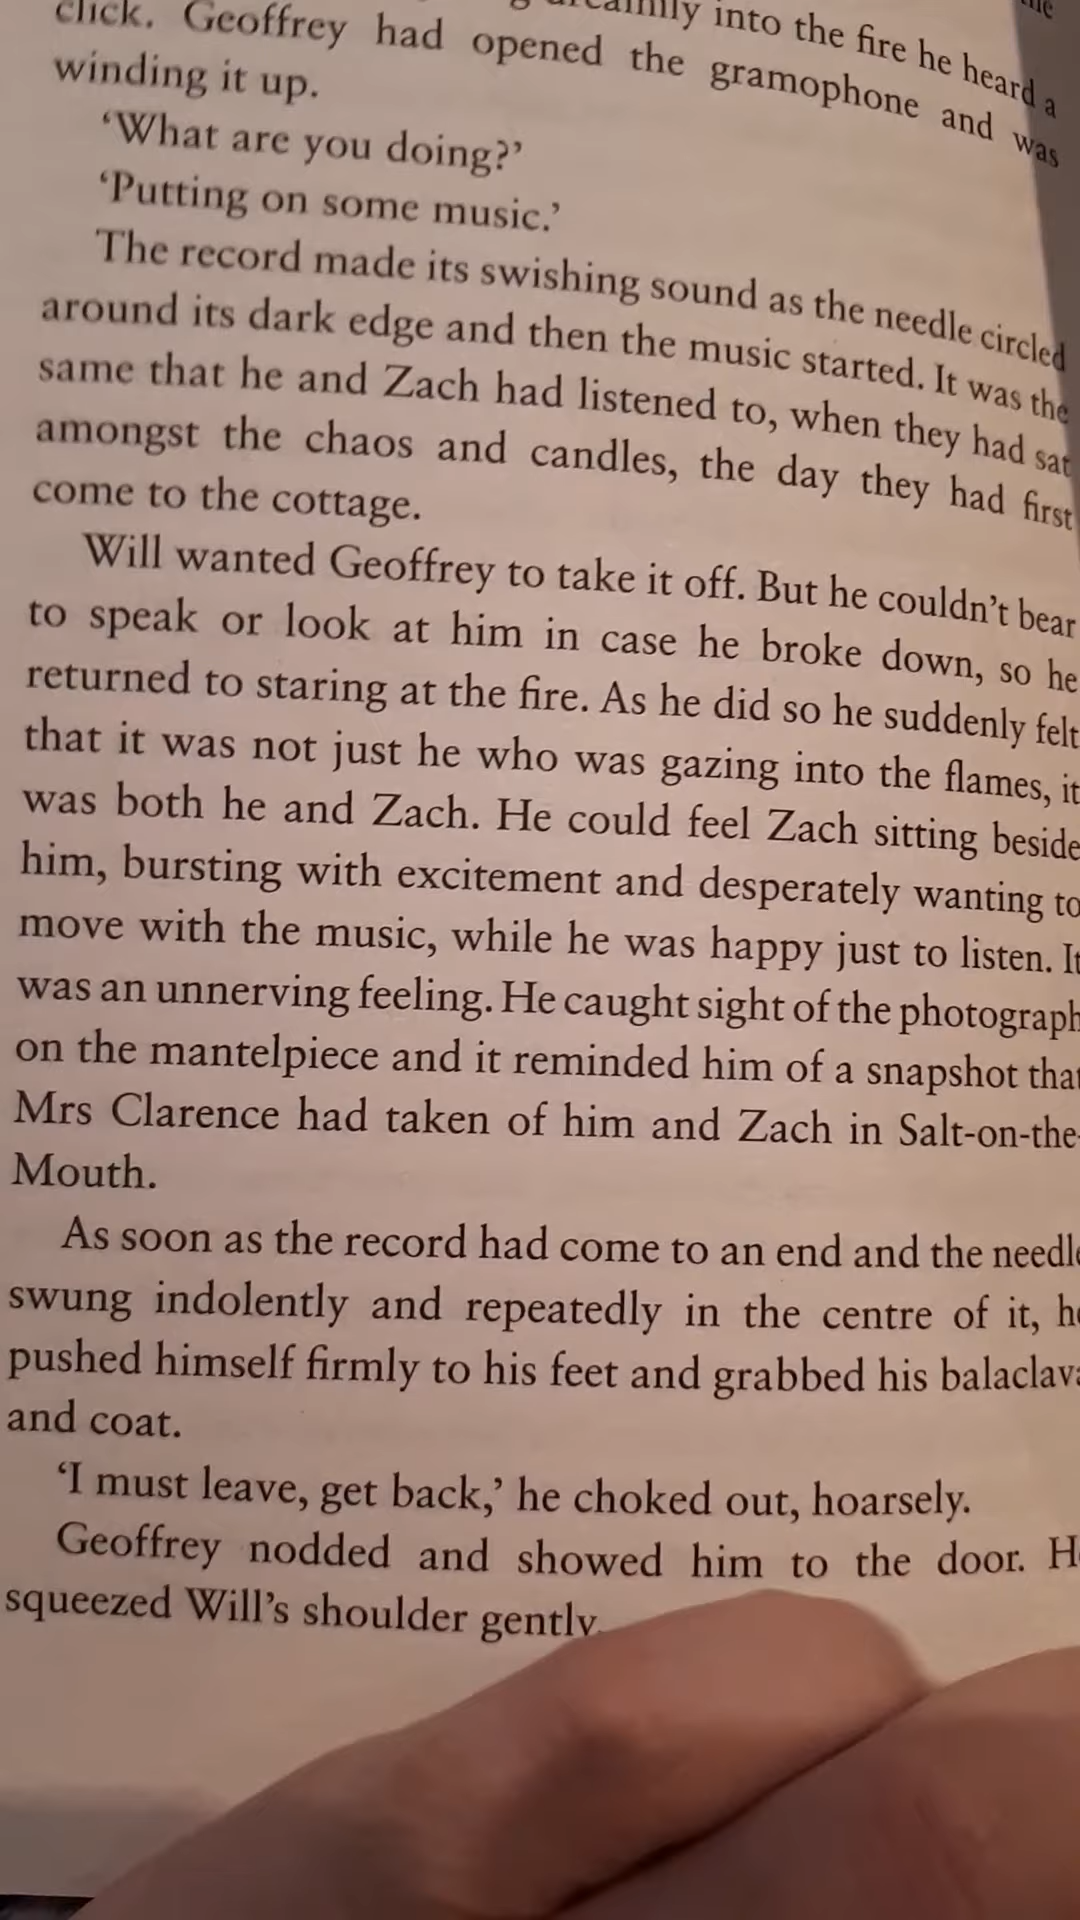 into the fire he heard a
click. Geoffrey had opened the gramophone and was
winding it up.
‘What are you doing?’
‘Putting on some music.’
The record made its swishing sound as the needle circled
around its dark edge and then the music started. It was the
same that he and Zach had listened to, when they had sat
amongst the chaos and candles, the day they had first
come to the cottage.
Will wanted Geoffrey to take it off. But he couldn’t bear
to speak or look at him in case he broke down, so he
returned to staring at the fire. As he did so he suddenly felt
that it was not just he who was gazing into the flames, it
was both he and Zach. He could feel Zach sitting beside
him, bursting with excitement and desperately wanting to
move with the music, while he was happy just to listen. It
was an unnerving feeling. He caught sight of the photograph
on the mantelpiece and it reminded him of a snapshot that
Mrs Clarence had taken of him and Zach in Salt-on-the-
Mouth.
As soon as the record had come to an end and the needle
swung indolently and repeatedly in the centre of it, he
pushed himself firmly to his feet and grabbed his balaclava
and coat.
‘I must leave, get back,’ he choked out, hoarsely.
Geoffrey nodded and showed him to the door. He
squeezed Will’s shoulder gently.